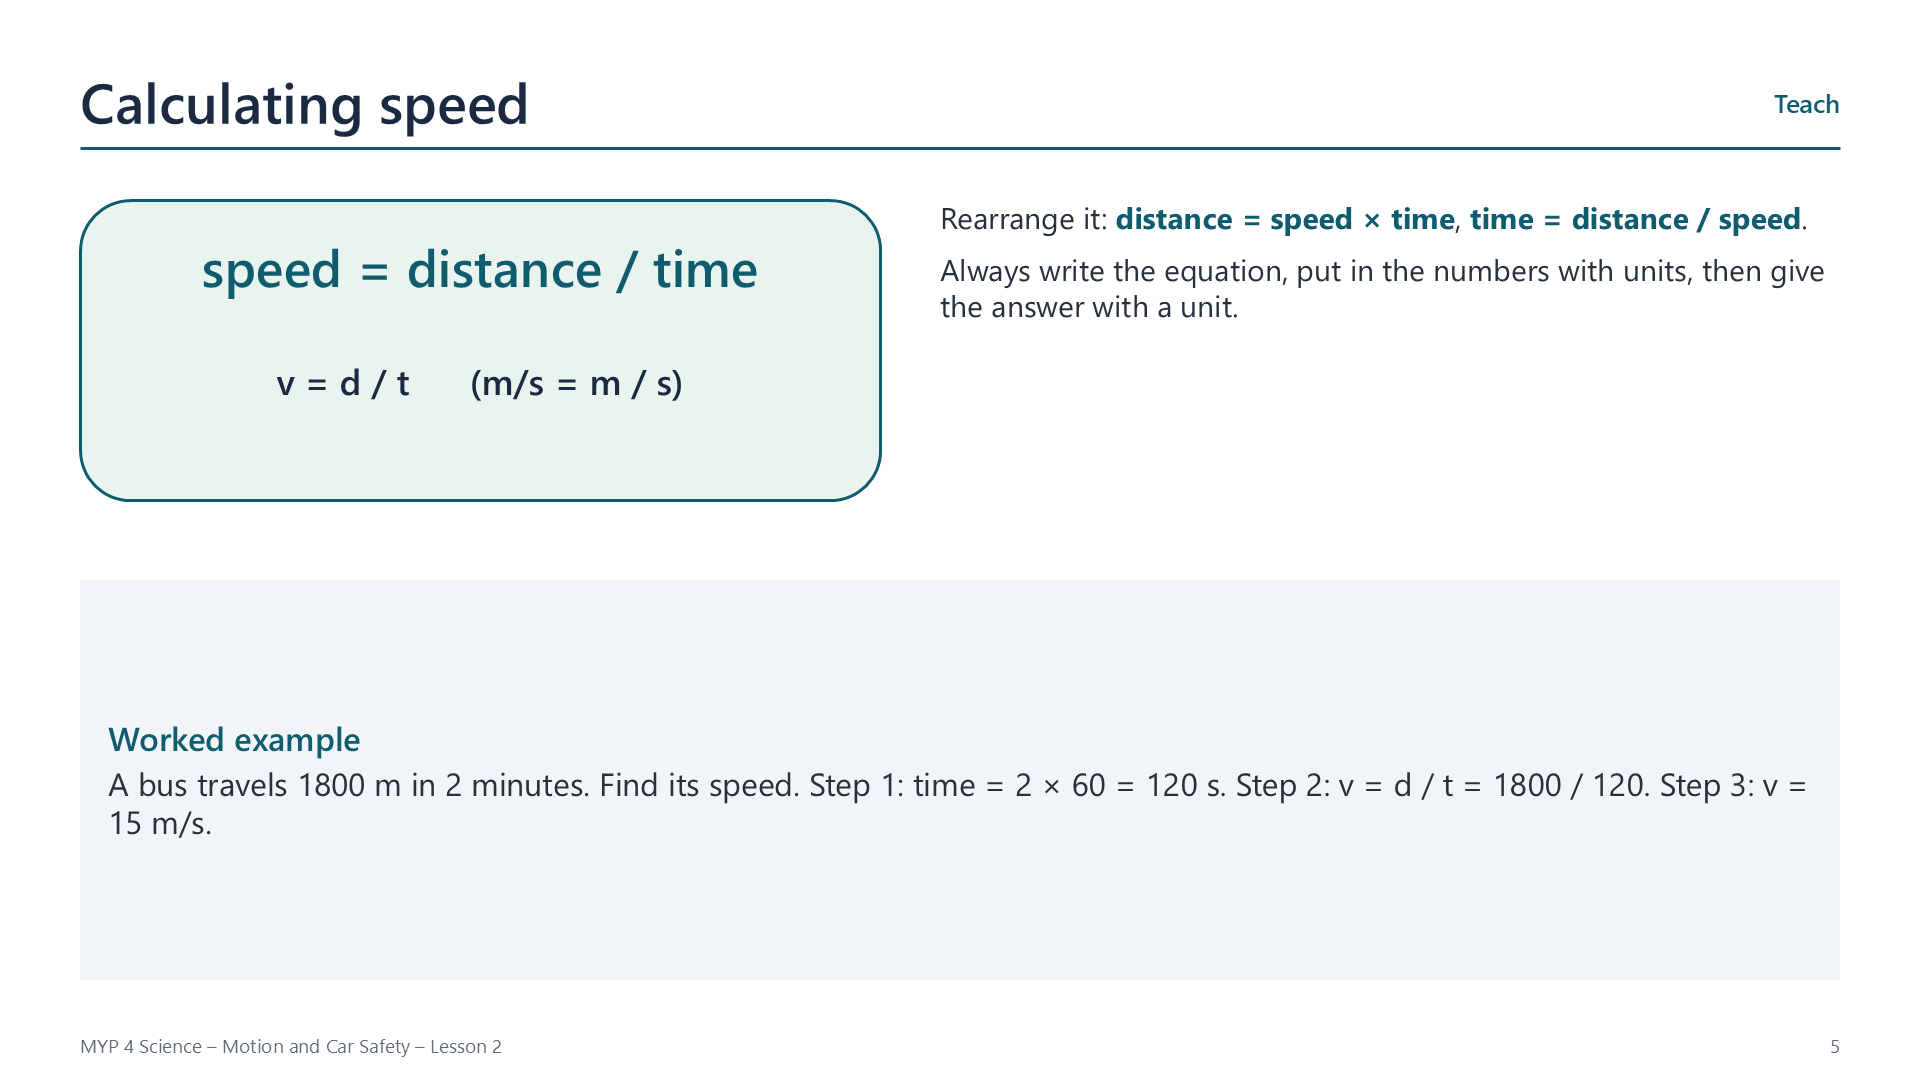 Calculating speed
Teach
speed = distance / time
v = d / t (m/s = m / s)
Rearrange it: distance = speed × time, time = distance / speed.
Always write the equation, put in the numbers with units, then give
the answer with a unit.
Worked example
A bus travels 1800 m in 2 minutes. Find its speed. Step 1: time = 2 × 60 = 120 s. Step 2: v = d / t = 1800 / 120. Step 3: v =
15 m/s.
MYP 4 Science – Motion and Car Safety – Lesson 2
5